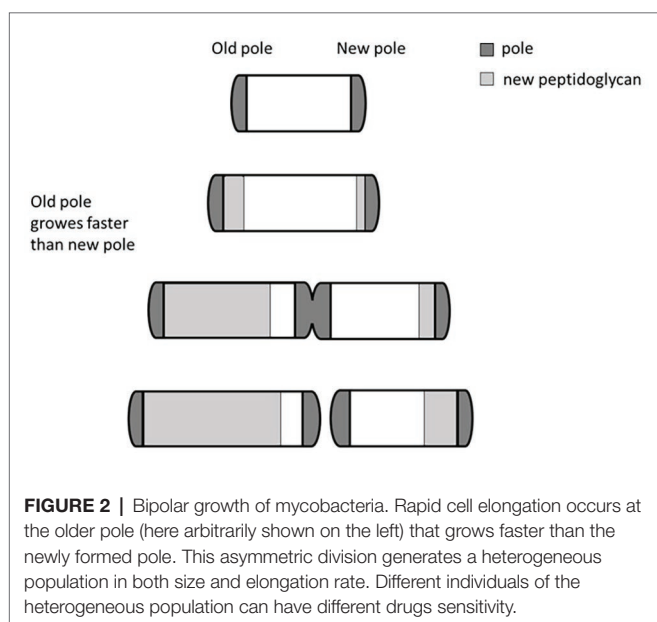 Old pole
New pole
pole
new peptidoglycan
Old pole
growes faster
than new pole
FIGURE 2 | Bipolar growth of mycobacteria. Rapid cell elongation occurs at
the older pole (here arbitrarily shown on the left) that grows faster than the
newly formed pole. This asymmetric division generates a heterogeneous
population in both size and elongation rate. Different individuals of the
heterogeneous population can have different drugs sensitivity.